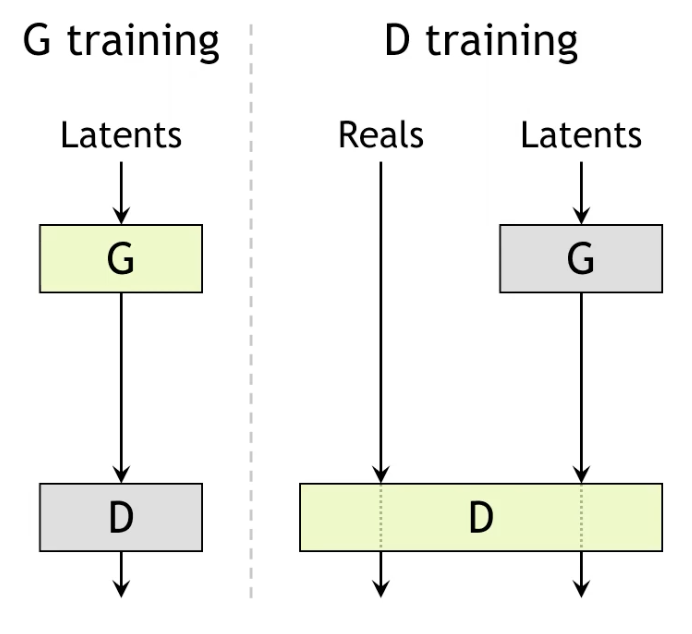 G training
D training
Latents
Reals
Latents
G
G
D
D